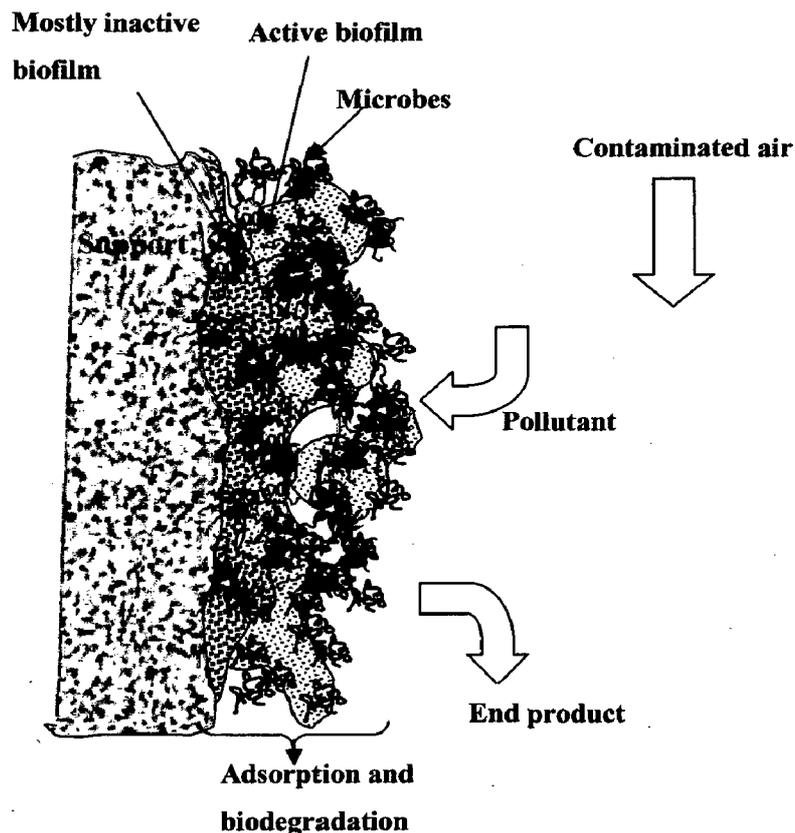 Mostly inactive
biofilm
Active biofilm
Microbes
Contaminated air
Support
Pollutant
End product
Adsorption and
biodegradation